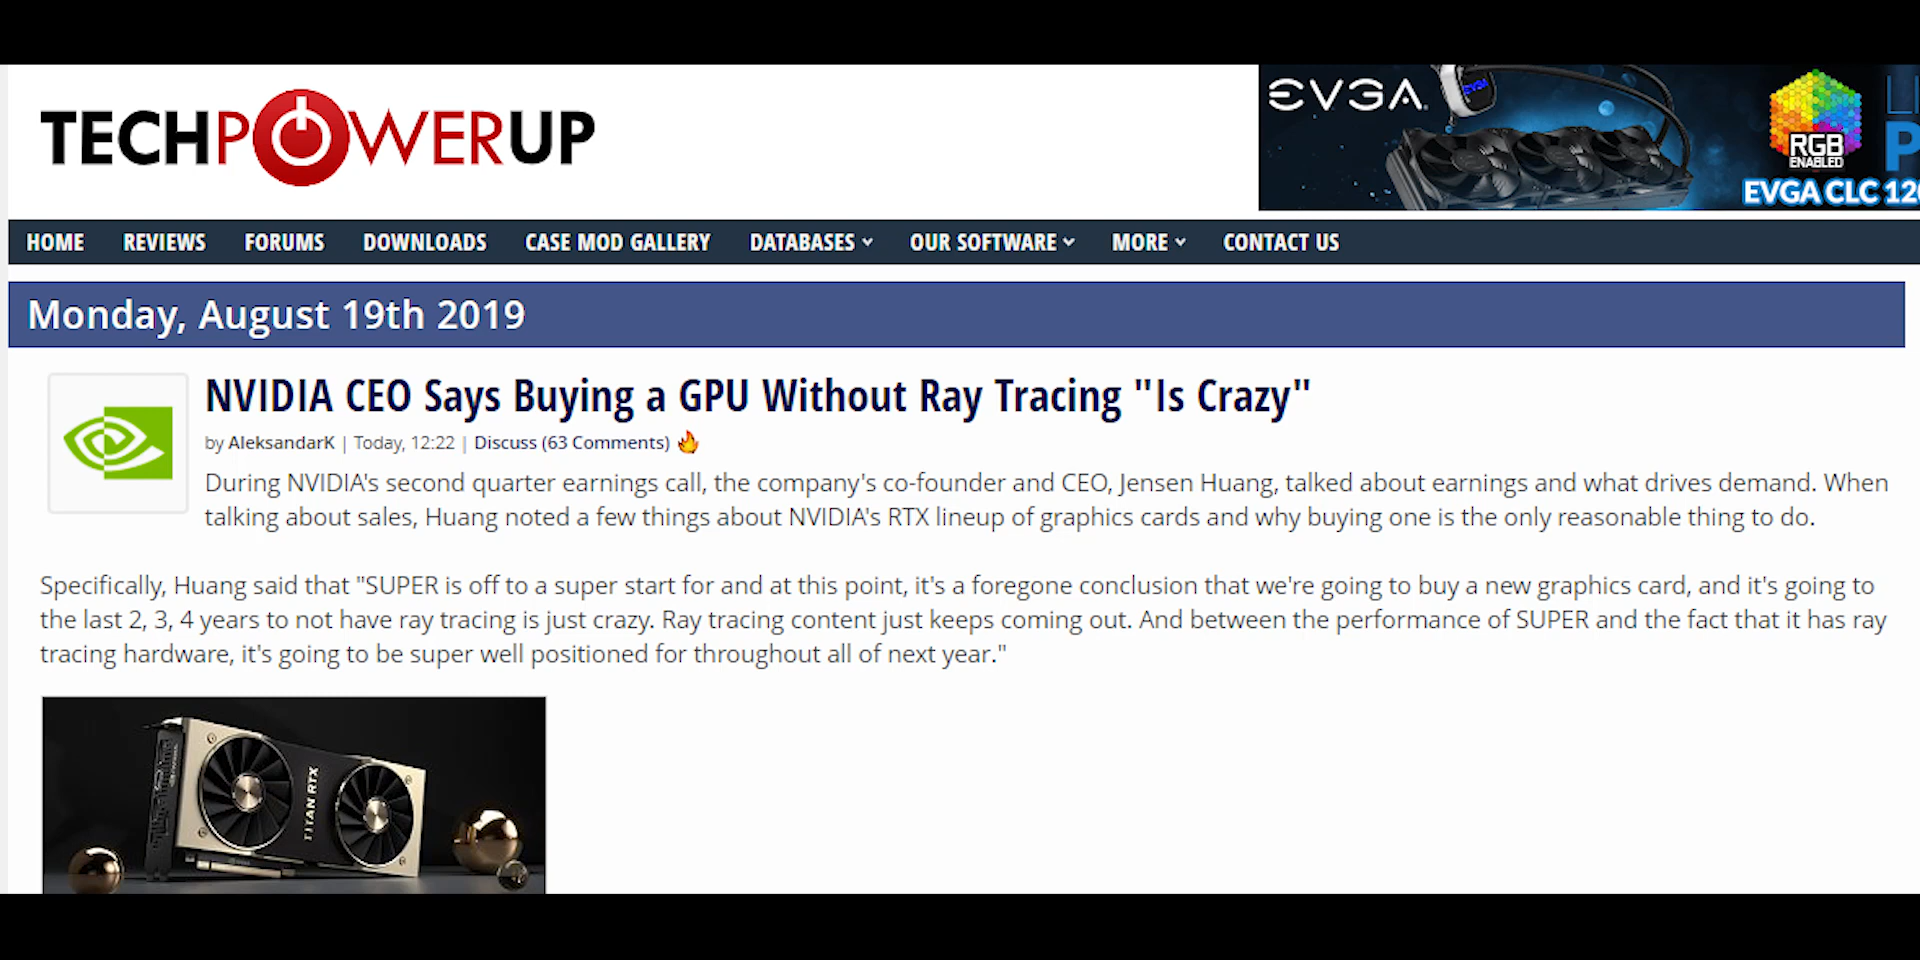 TECHPOWERUP
EVGA.
EVGA
RGB
ENABLED
EVGA CLC 120
HOME REVIEWS FORUMS DOWNLOADS CASE MOD GALLERY DATABASES OUR SOFTWARE MORE CONTACT US
Monday, August 19th 2019
NVIDIA CEO Says Buying a GPU Without Ray Tracing "Is Crazy"
by AleksandarK | Today, 12:22 | Discuss (63 Comments)
During NVIDIA's second quarter earnings call, the company's co-founder and CEO, Jensen Huang, talked about earnings and what drives demand. When
talking about sales, Huang noted a few things about NVIDIA's RTX lineup of graphics cards and why buying one is the only reasonable thing to do.
Specifically, Huang said that "SUPER is off to a super start for and at this point, it's a foregone conclusion that we're going to buy a new graphics card, and it's going to
the last 2, 3, 4 years to not have ray tracing is just crazy. Ray tracing content just keeps coming out. And between the performance of SUPER and the fact that it has ray
tracing hardware, it's going to be super well positioned for throughout all of next year."
TITAN RTX